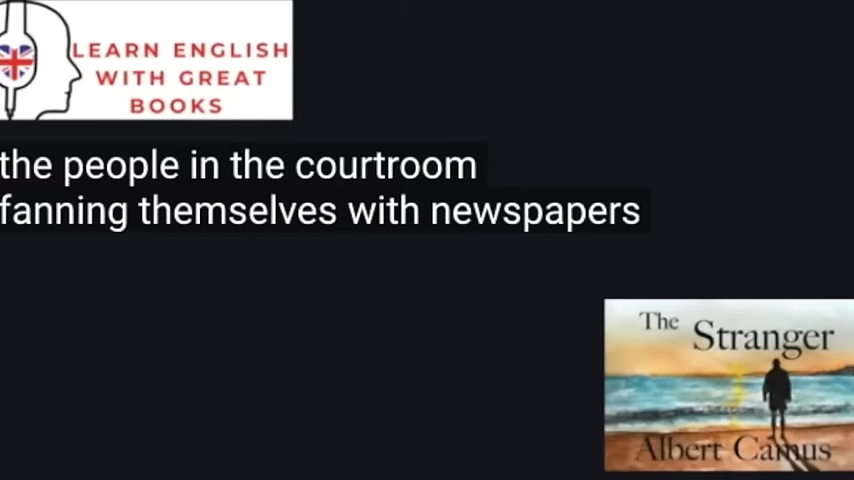 LEARN ENGLISH
WITH GREAT
BOOKS
the people in the courtroom
fanning themselves with newspapers
The Stranger
Albert Camus